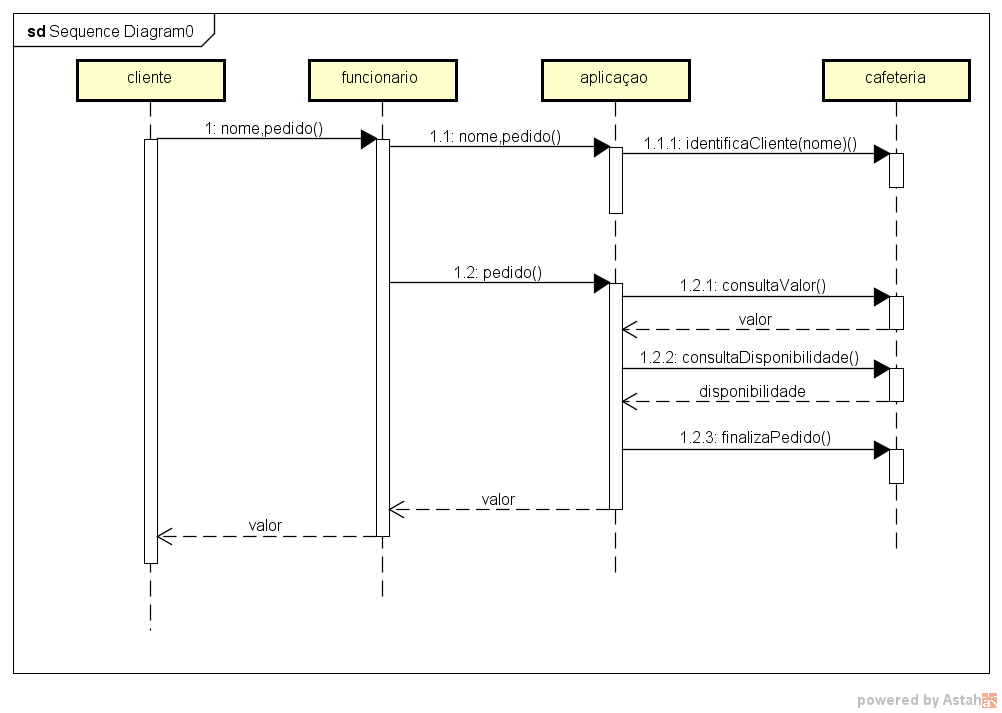 sd Sequence Diagram0
cliente
funcionario
aplicaçao
cafeteria
1: nome,pedido()
1.1: nome,pedido()
1.1.1: identificaCliente(nome)()
1.2: pedido()
1.2.1: consultaValor()
valor
1.2.2: consultaDisponibilidade()
disponibilidade
1.2.3: finalizaPedido()
valor
valor
powered by Astah